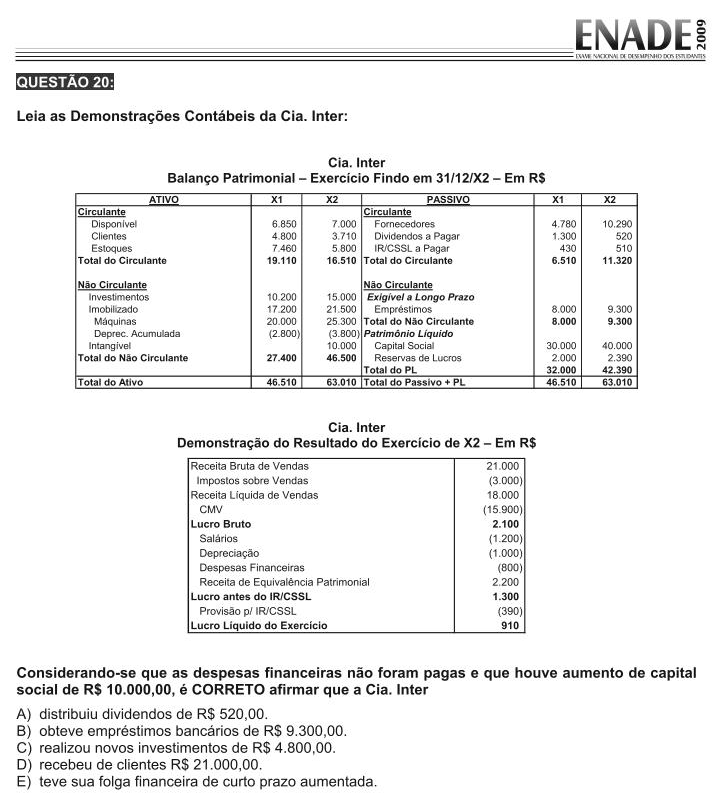 ENADE 2009
EXAME NACIONAL DE DESEMPENHO DOS ESTUDANTES
QUESTÃO 20:
Leia as Demonstrações Contábeis da Cia. Inter:
Cia. Inter
Balanço Patrimonial – Exercício Findo em 31/12/X2 – Em R$
ATIVO X1 X2 PASSIVO X1 X2
Circulante Circulante
Disponível 6.850 7.000 Fornecedores 4.780 10.290
Clientes 4.800 3.710 Dividendos a Pagar 1.300 520
Estoques 7.460 5.800 IR/CSSL a Pagar 430 510
Total do Circulante 19.110 16.510 Total do Circulante 6.510 11.320
Não Circulante Não Circulante
Investimentos 10.200 15.000 Exigível a Longo Prazo
Imobilizado 17.200 21.500 Empréstimos 8.000 9.300
Máquinas 20.000 25.300 Total do Não Circulante 8.000 9.300
Deprec. Acumulada (2.800) (3.800) Patrimônio Líquido
Intangível 10.000 Capital Social 30.000 40.000
Total do Não Circulante 27.400 46.500 Reservas de Lucros 2.000 2.390
Total do PL 32.000 42.390
Total do Ativo 46.510 63.010 Total do Passivo + PL 46.510 63.010
Cia. Inter
Demonstração do Resultado do Exercício de X2 – Em R$
Receita Bruta de Vendas 21.000
Impostos sobre Vendas (3.000)
Receita Líquida de Vendas 18.000
CMV (15.900)
Lucro Bruto 2.100
Salários (1.200)
Depreciação (1.000)
Despesas Financeiras (800)
Receita de Equivalência Patrimonial 2.200
Lucro antes do IR/CSSL 1.300
Provisão p/ IR/CSSL (390)
Lucro Líquido do Exercício 910
Considerando-se que as despesas financeiras não foram pagas e que houve aumento de capital
social de R$ 10.000,00, é CORRETO afirmar que a Cia. Inter
A) distribuiu dividendos de R$ 520,00.
B) obteve empréstimos bancários de R$ 9.300,00.
C) realizou novos investimentos de R$ 4.800,00.
D) recebeu de clientes R$ 21.000,00.
E) teve sua folga financeira de curto prazo aumentada.